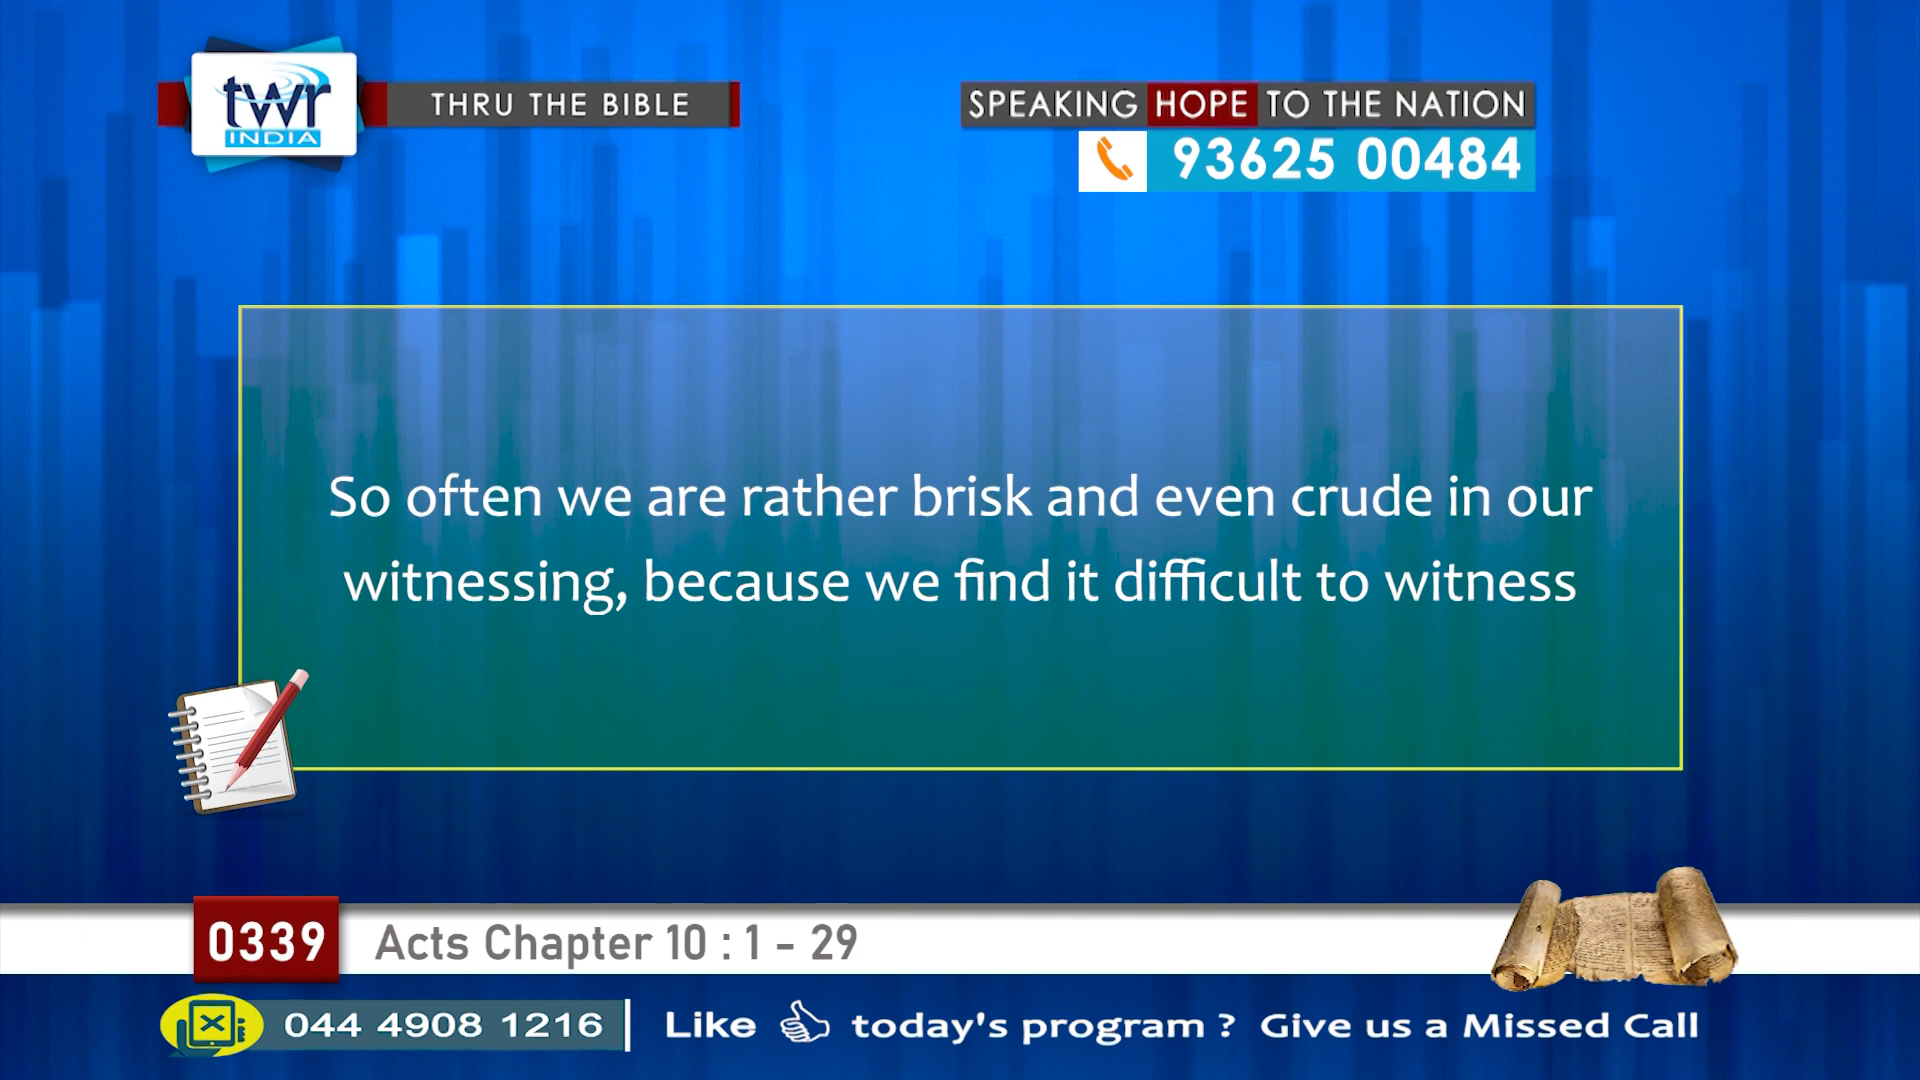 twr
INDIA
THRU THE BIBLE
SPEAKING HOPE TO THE NATION
93625 00484
So often we are rather brisk and even crude in our
witnessing, because we find it difficult to witness
0339
Acts Chapter 10 : 1 - 29
044 4908 1216
Like today's program ? Give us a Missed Call